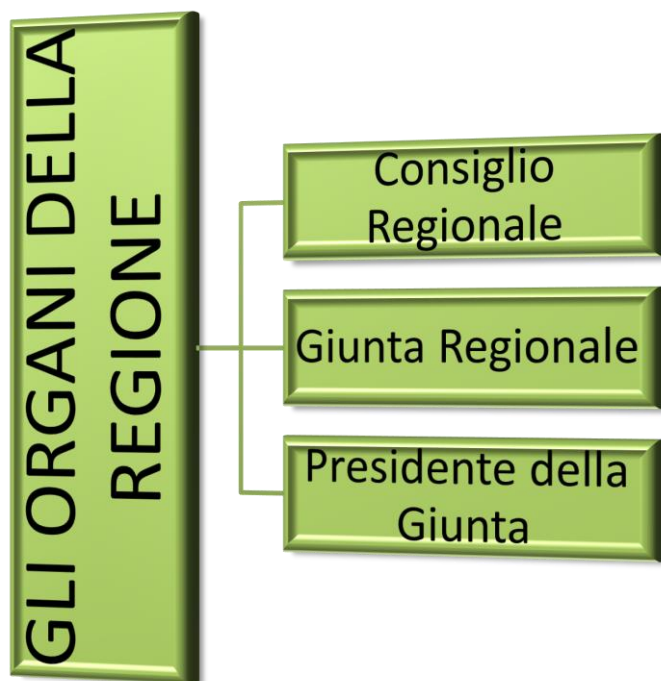 GLI ORGANI DELLA
REGIONE
Consiglio
Regionale
Giunta Regionale
Presidente della
Giunta